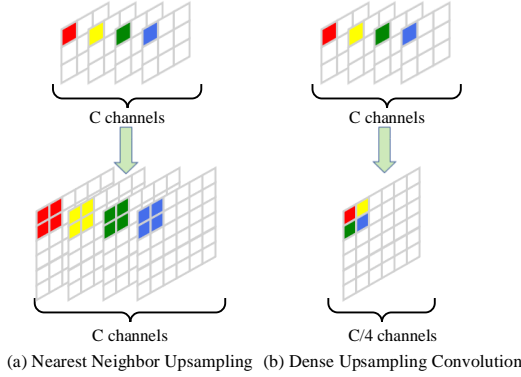 C channels
C channels
C channels
C/4 channels
(a) Nearest Neighbor Upsampling
(b) Dense Upsampling Convolution